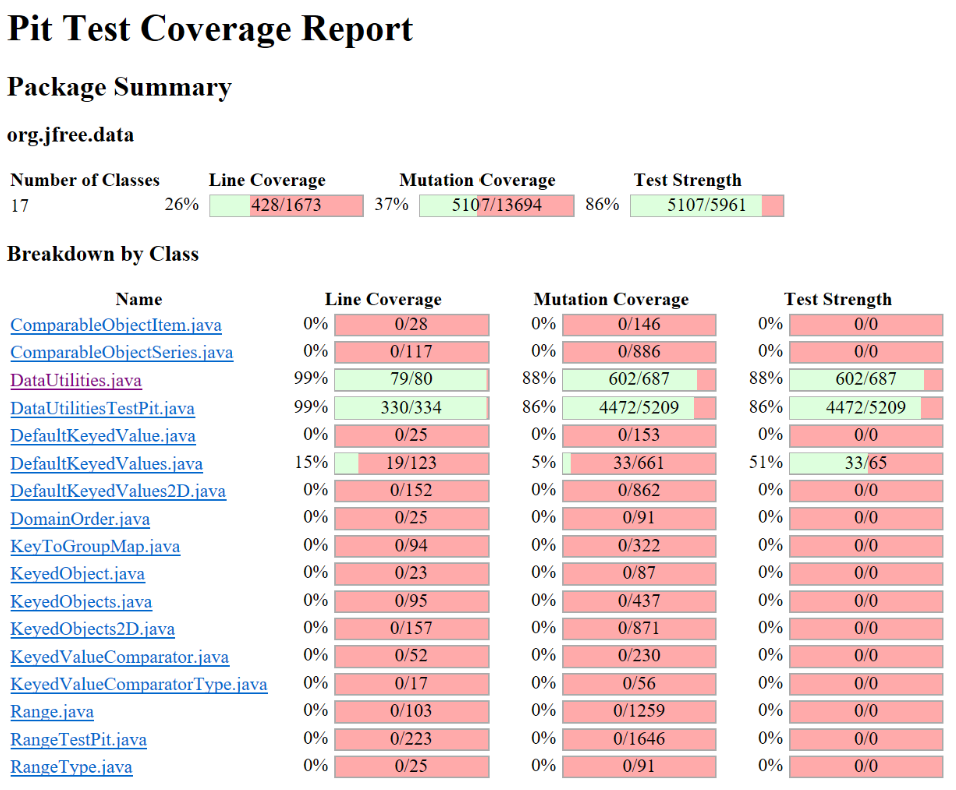 Pit Test Coverage Report
Package Summary
org.jfree.data
Number of Classes Line Coverage Mutation Coverage Test Strength
17 26% 428/1673 37% 5107/13694 86% 5107/5961
Breakdown by Class
Name Line Coverage Mutation Coverage Test Strength
ComparableObjectItem.java 0% 0/28 0% 0/146 0% 0/0
ComparableObjectSeries.java 0% 0/117 0% 0/886 0% 0/0
DataUtilities.java 99% 79/80 88% 602/687 88% 602/687
DataUtilitiesTestPit.java 99% 330/334 86% 4472/5209 86% 4472/5209
DefaultKeyedValue.java 0% 0/25 0% 0/153 0% 0/0
DefaultKeyedValues.java 15% 19/123 5% 33/661 51% 33/65
DefaultKeyedValues2D.java 0% 0/152 0% 0/862 0% 0/0
DomainOrder.java 0% 0/25 0% 0/91 0% 0/0
KeyToGroupMap.java 0% 0/94 0% 0/322 0% 0/0
KeyedObject.java 0% 0/23 0% 0/87 0% 0/0
KeyedObjects.java 0% 0/95 0% 0/437 0% 0/0
KeyedObjects2D.java 0% 0/157 0% 0/871 0% 0/0
KeyedValueComparator.java 0% 0/52 0% 0/230 0% 0/0
KeyedValueComparatorType.java 0% 0/17 0% 0/56 0% 0/0
Range.java 0% 0/103 0% 0/1259 0% 0/0
RangeTestPit.java 0% 0/223 0% 0/1646 0% 0/0
RangeType.java 0% 0/25 0% 0/91 0% 0/0